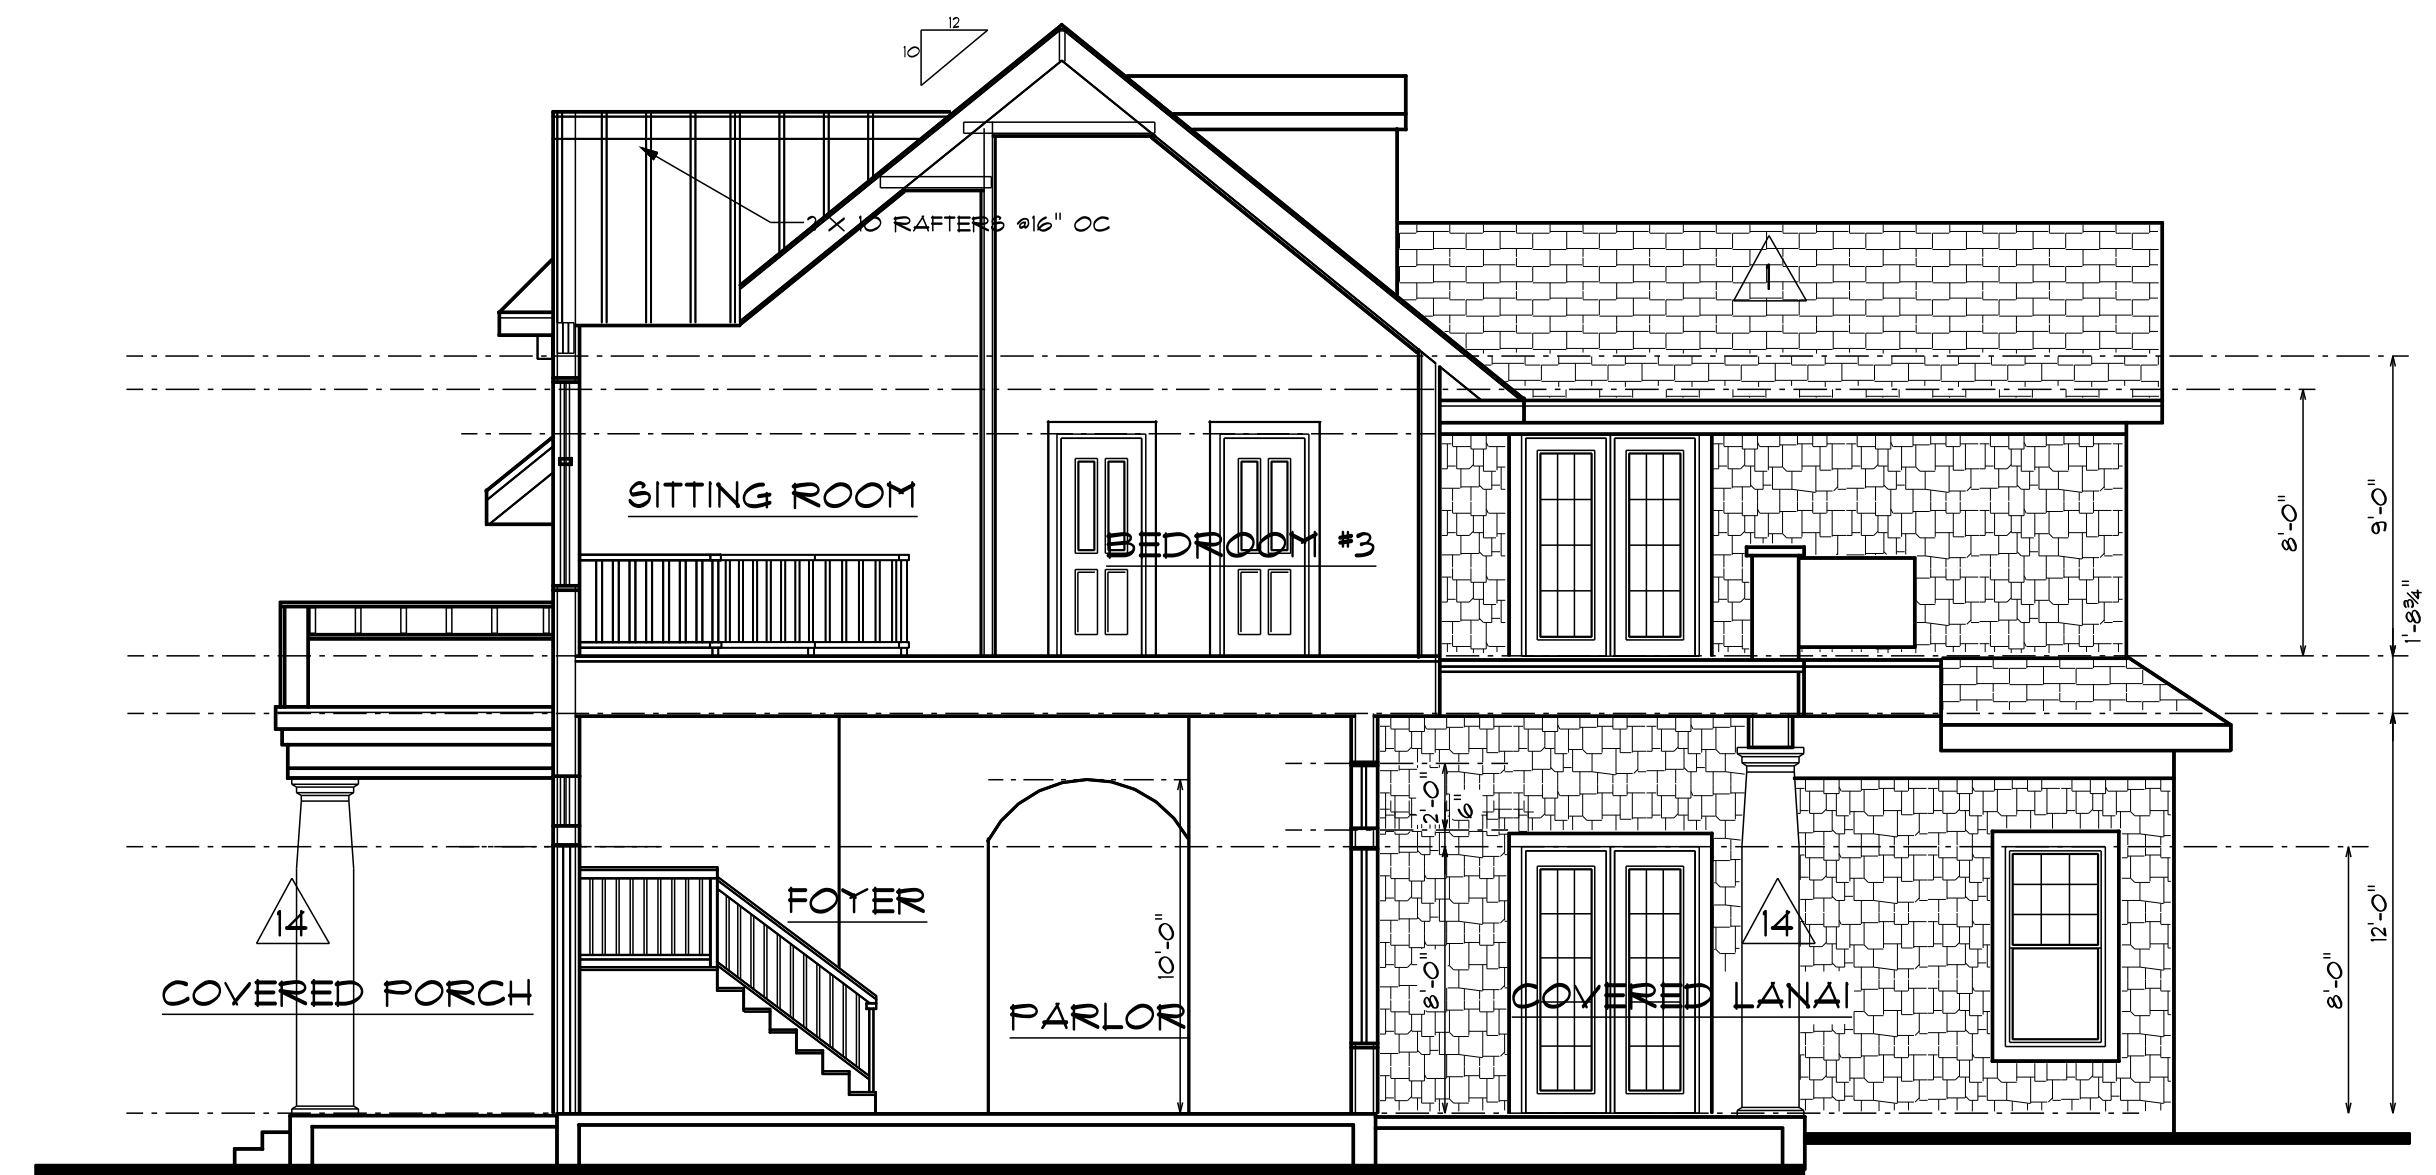 12
10
2 X 10 RAFTERS @16" OC
1
SITTING ROOM
BEDROOM #3
8'-0"
9'-0"
1'-8¾"
2'-0"
6"
14
FOYER
14
10'-0"
8'-0"
12'-0"
8'-0"
COVERED PORCH
PARLOR
COVERED LANAI